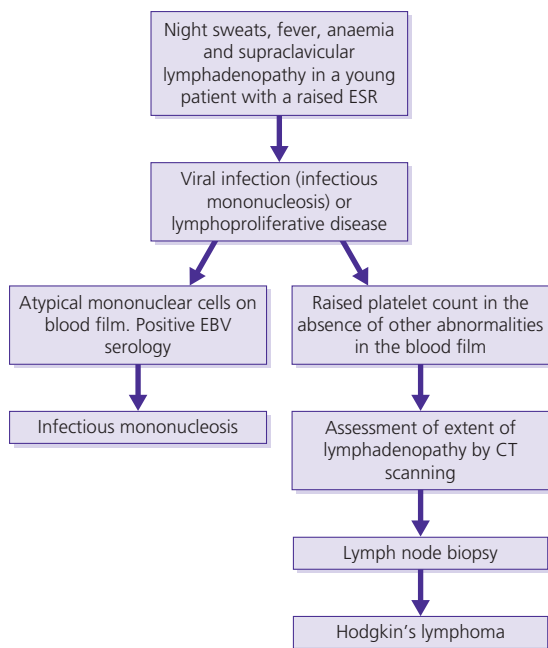 Night sweats, fever, anaemia
and supraclavicular
lymphadenopathy in a young
patient with a raised ESR
Viral infection (infectious
mononucleosis) or
lymphoproliferative disease
Atypical mononuclear cells on
blood film. Positive EBV
serology
Infectious mononucleosis
Raised platelet count in the
absence of other abnormalities
in the blood film
Assessment of extent of
lymphadenopathy by CT
scanning
Lymph node biopsy
Hodgkin's lymphoma